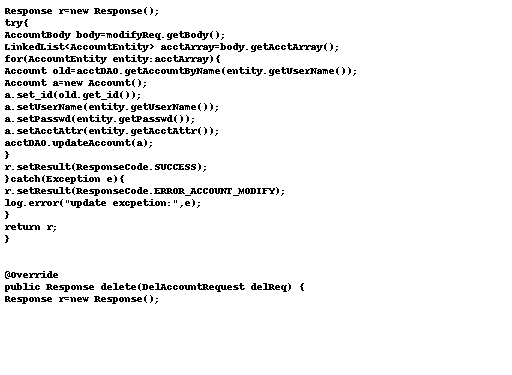 Response r=new Response();
try{
AccountBody body=modifyReq.getBody();
LinkedList<AccountEntity> acctArray=body.getAcctArray();
for(AccountEntity entity:acctArray){
Account old=acctDAO.getAccountByName(entity.getUserName());
Account a=new Account();
a.set_id(old.get_id());
a.setUserName(entity.getUserName());
a.setPasswd(entity.getPasswd());
a.setAcctAttr(entity.getAcctAttr());
acctDAO.updateAccount(a);
}
r.setResult(ResponseCode.SUCCESS);
}catch(Exception e){
r.setResult(ResponseCode.ERROR_ACCOUNT_MODIFY);
log.error("update excpetion:",e);
}
return r;
}
@Override
public Response delete(DelAccountRequest delReq) {
Response r=new Response();